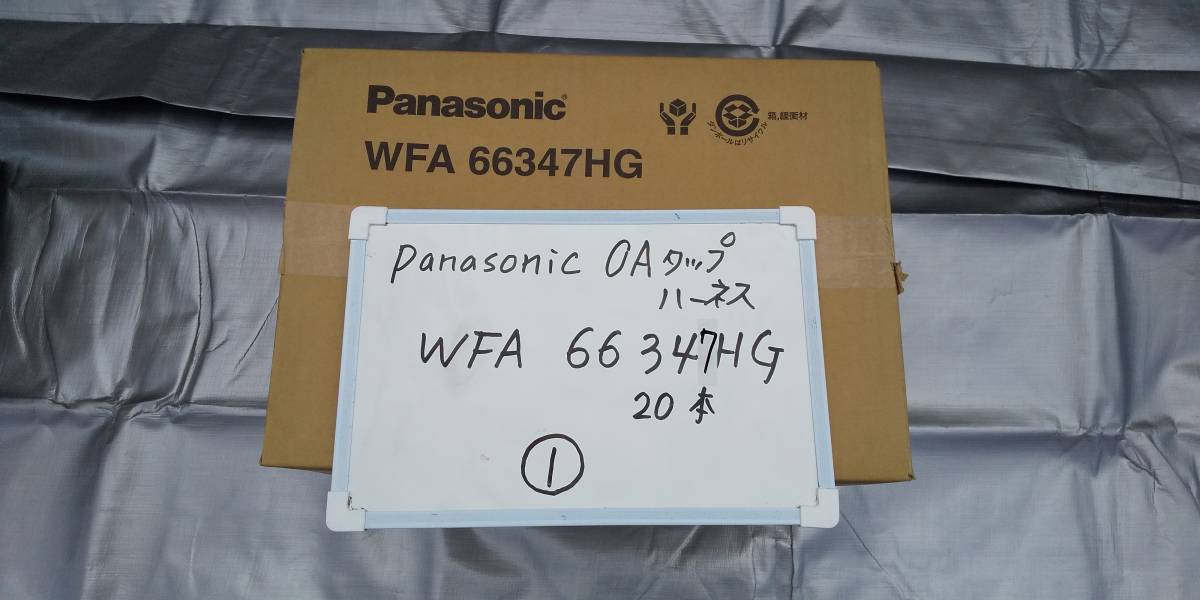 Panasonic®
WFA 66347HG
ダンボールはリサイクル
箱,緩衝材
panasonic OAタップ
ハーネス
WFA 66347HG
20本
①